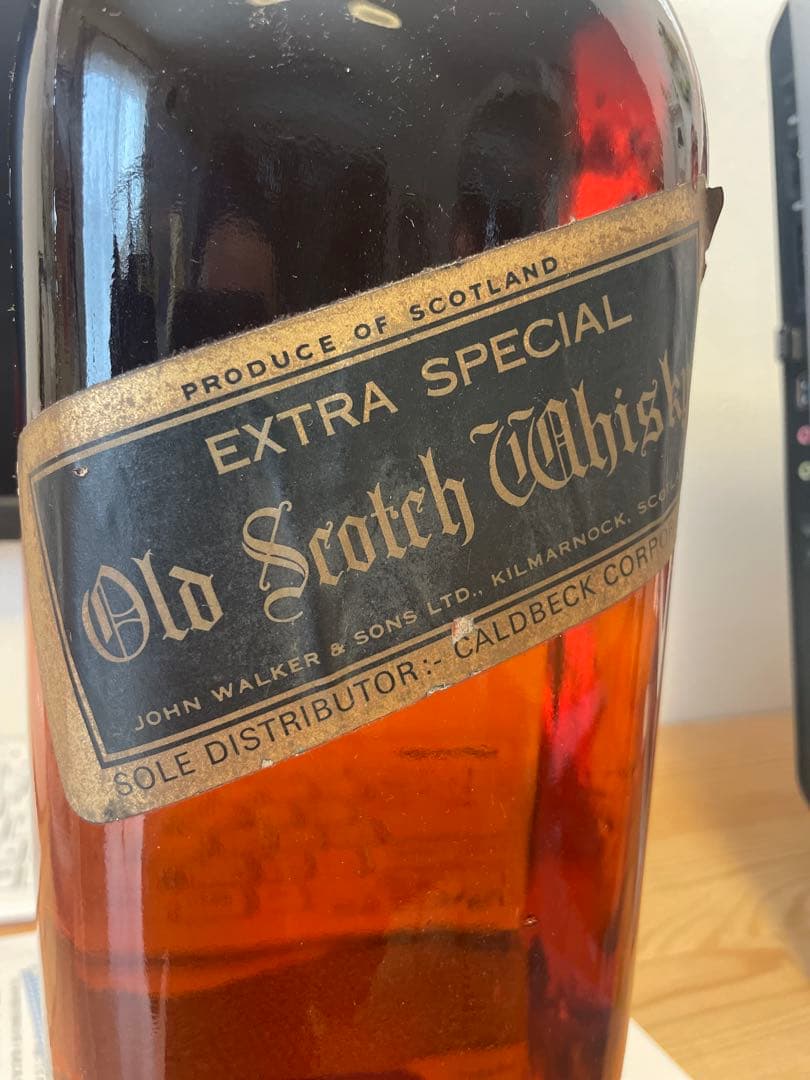 PRODUCE OF SCOTLAND
EXTRA SPECIAL
Old Scotch
JOHN WALKER & SONS LTD., KILMARNOCK,
SOLE DISTRIBUTOR:- CALDBECK